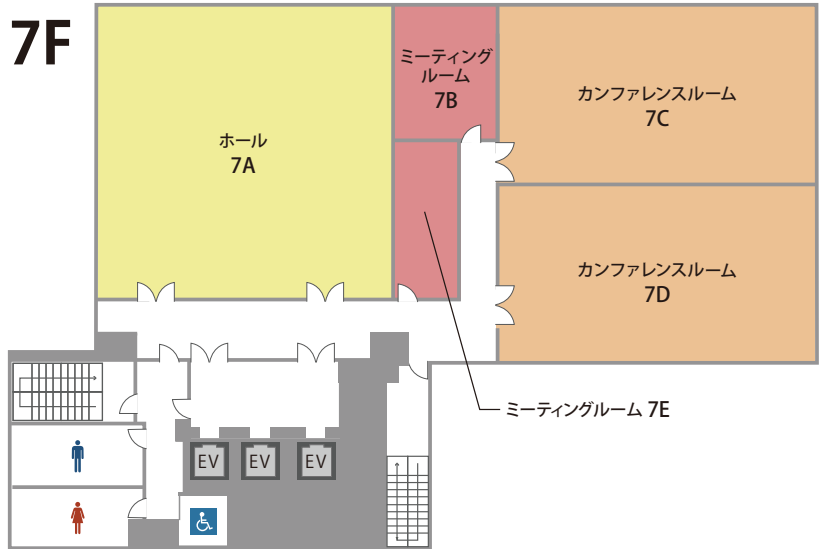 7F
ホール
7A
ミーティング
ルーム
7B
カンファレンスルーム
7C
カンファレンスルーム
7D
ミーティングルーム 7E
EV
EV
EV